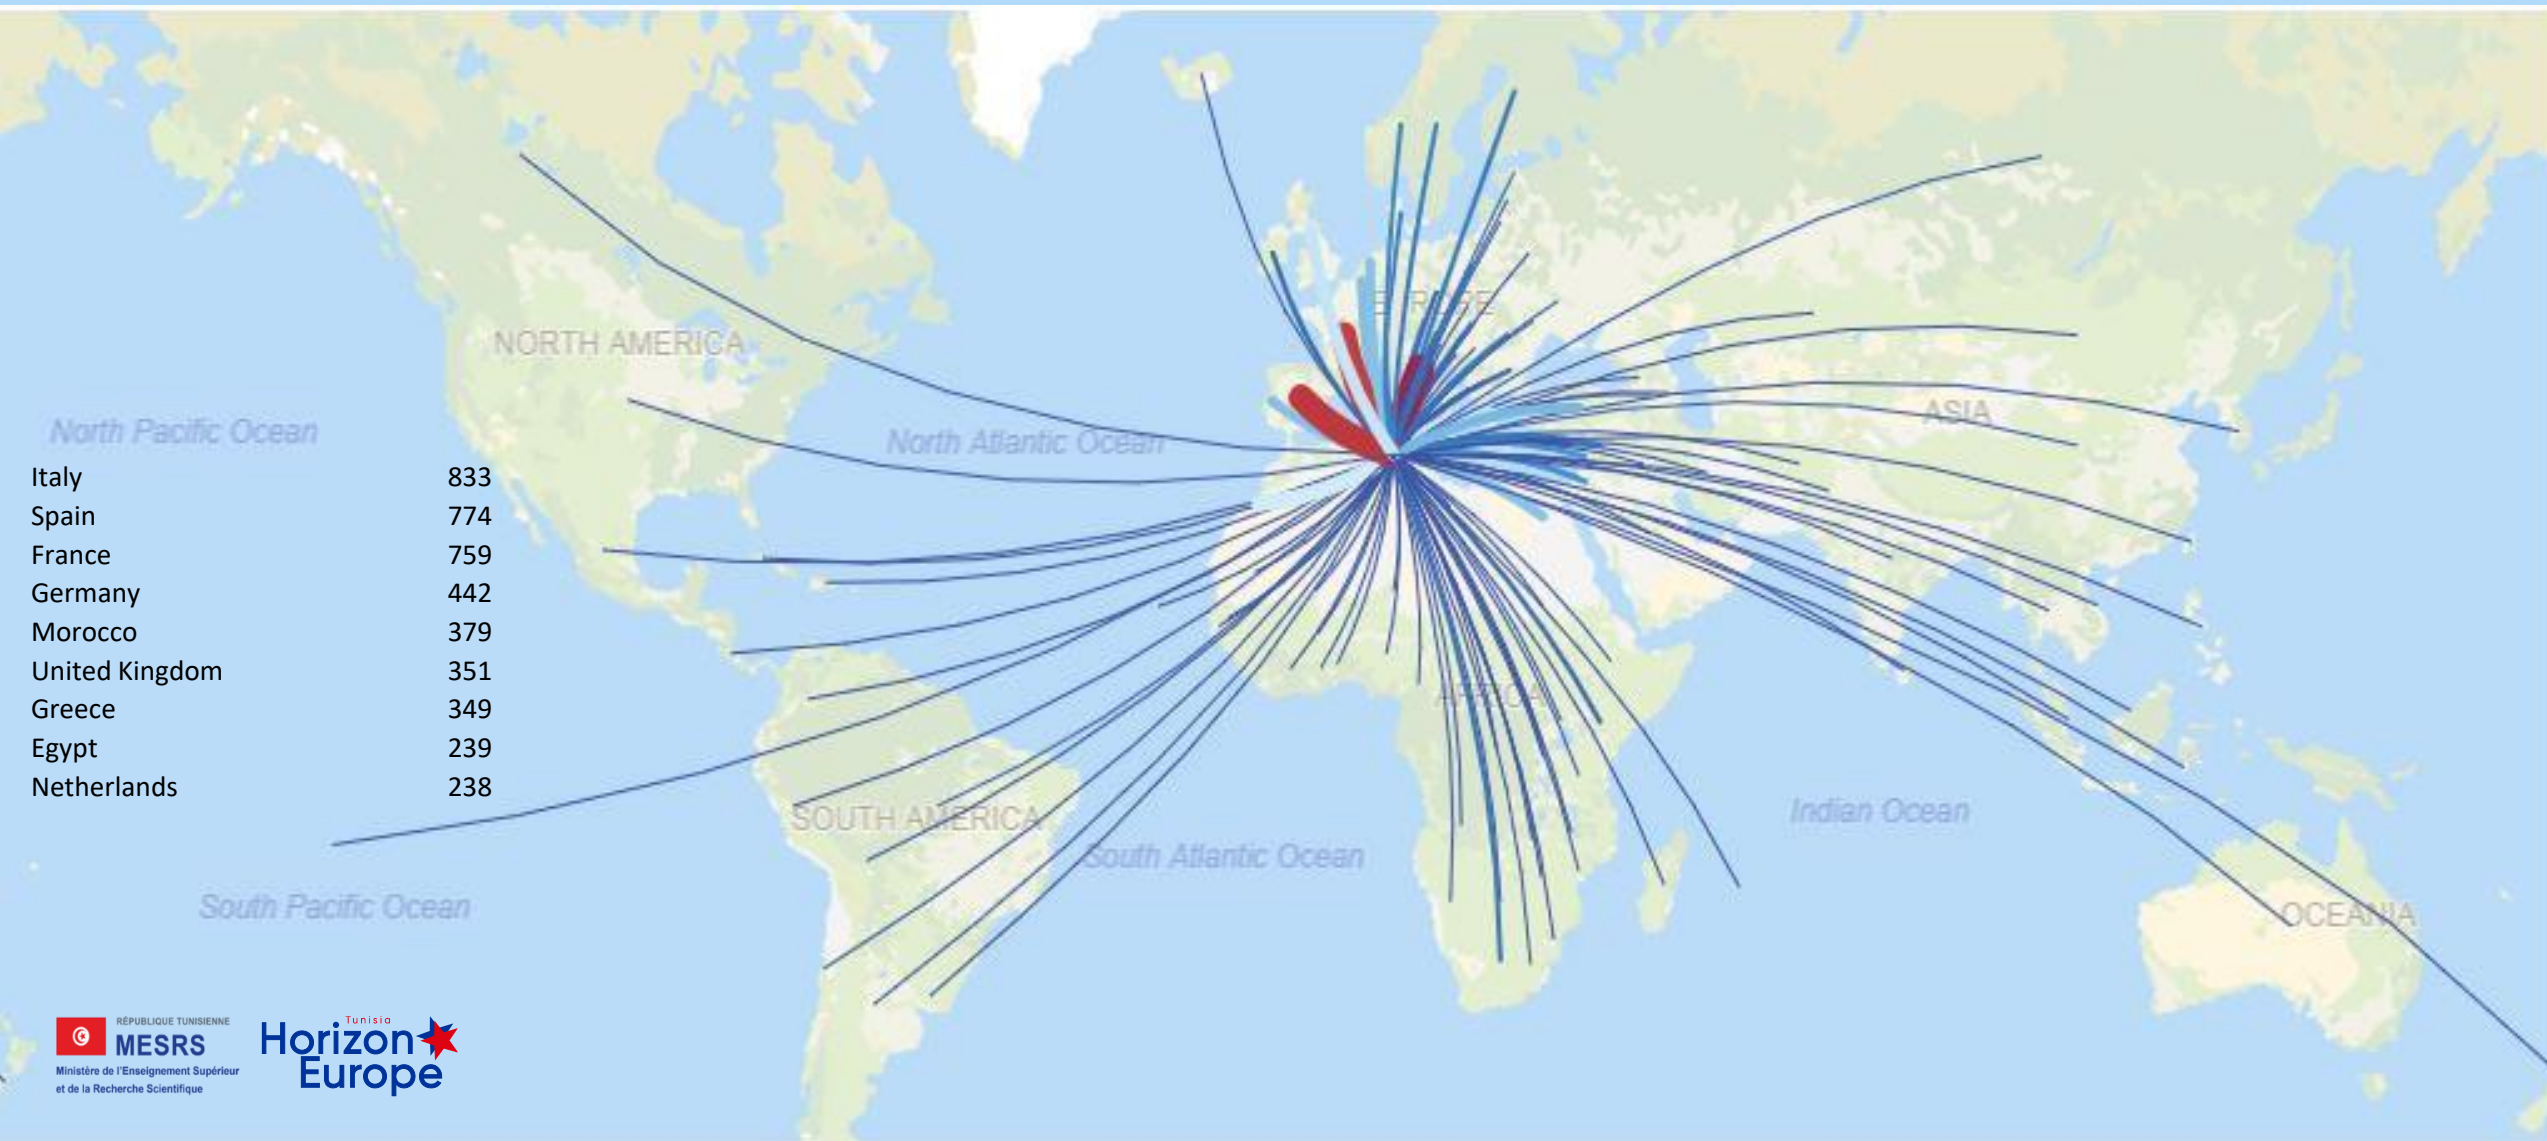 EUROPE
NORTH AMERICA
ASIA
North Pacific Ocean
North Atlantic Ocean
Italy 833
Spain 774
France 759
Germany 442
Morocco 379
United Kingdom 351
Greece 349
Egypt 239
Netherlands 238
AFRICA
SOUTH AMERICA
Indian Ocean
South Atlantic Ocean
South Pacific Ocean
OCEANIA
RÉPUBLIQUE TUNISIENNE
MESRS
Ministère de l'Enseignement Supérieur
et de la Recherche Scientifique
Tunisia
Horizon
Europe